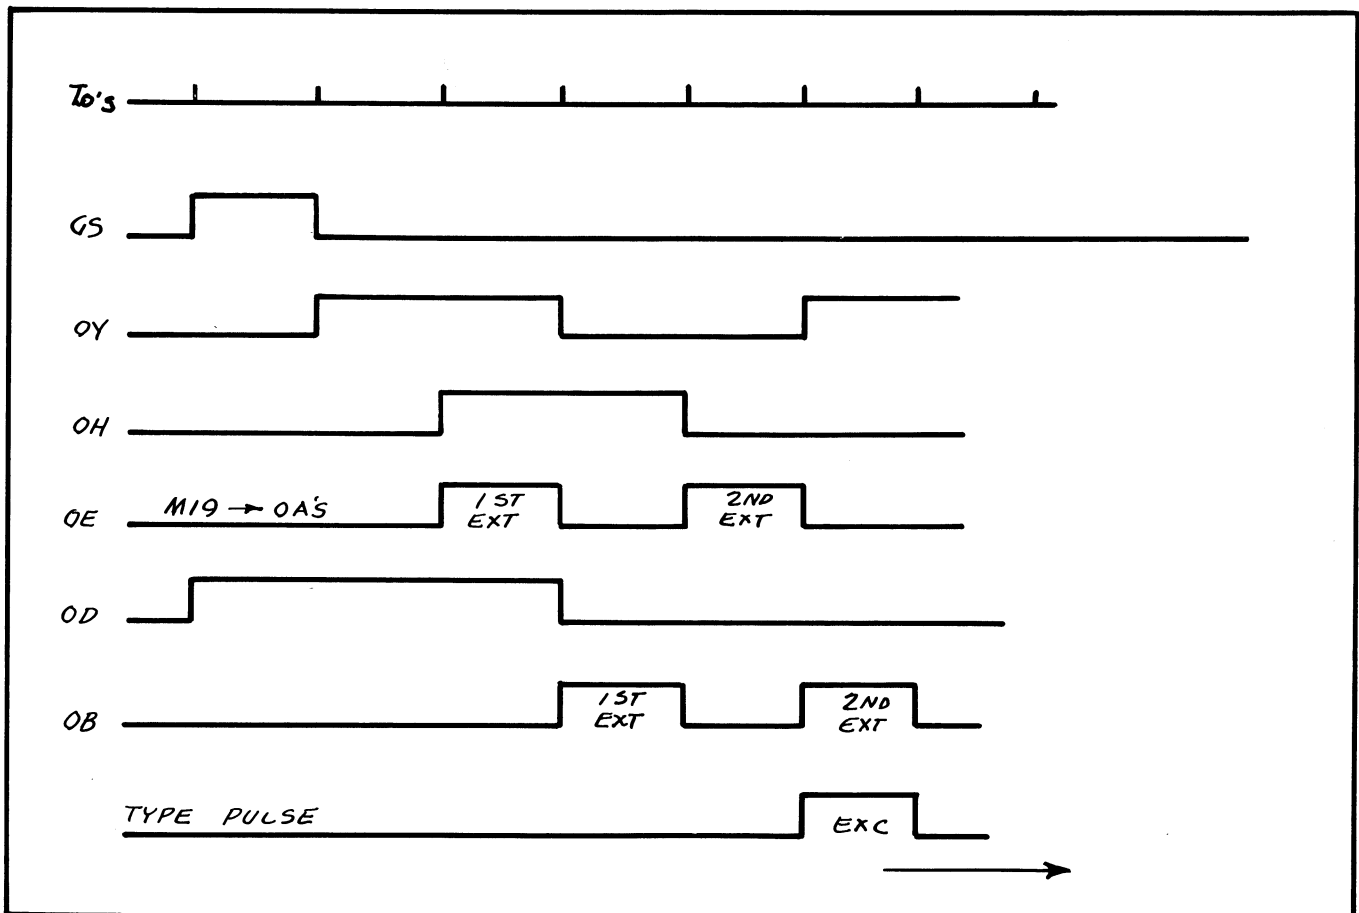 To's
GS
OY
OH
OE
M19 → OA'S
1ST
EXT
2ND
EXT
OD
OB
1ST
EXT
2ND
EXT
TYPE PULSE
EXC